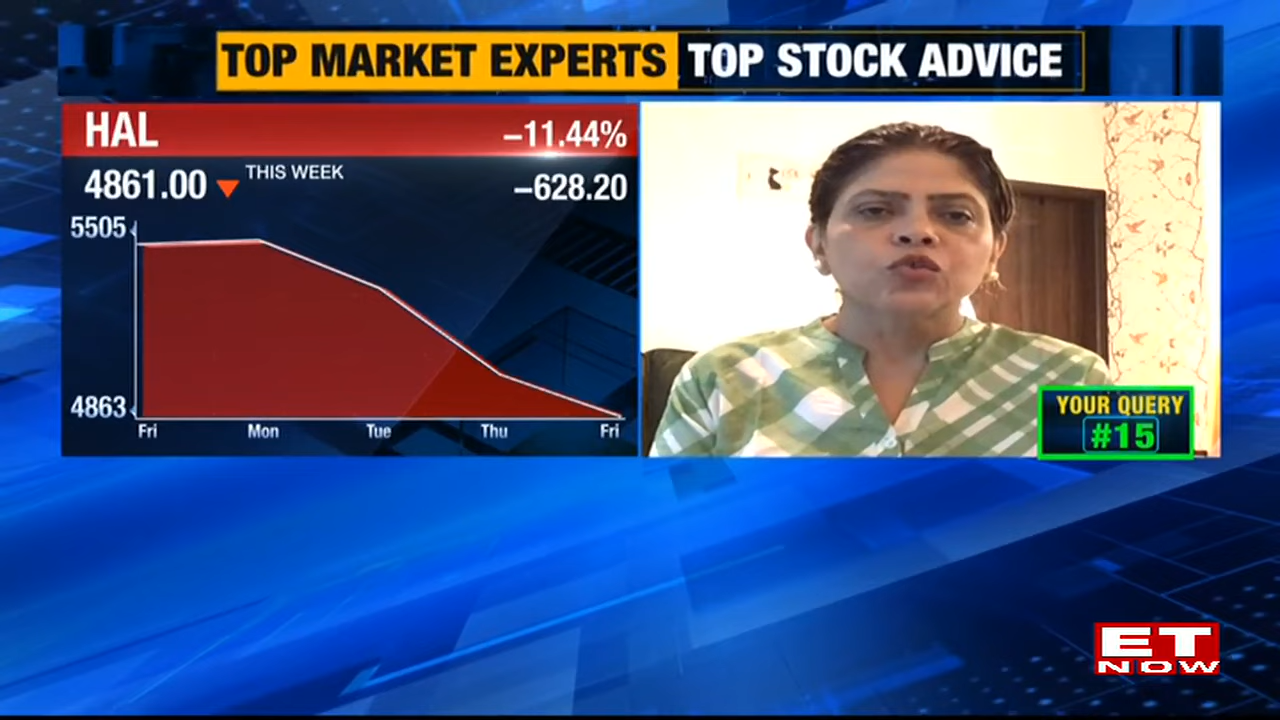 TOP MARKET EXPERTS TOP STOCK ADVICE
HAL -11.44%
4861.00 THIS WEEK -628.20
5505
4863
Fri Mon Tue Thu Fri
YOUR QUERY
#15
ET
NOW